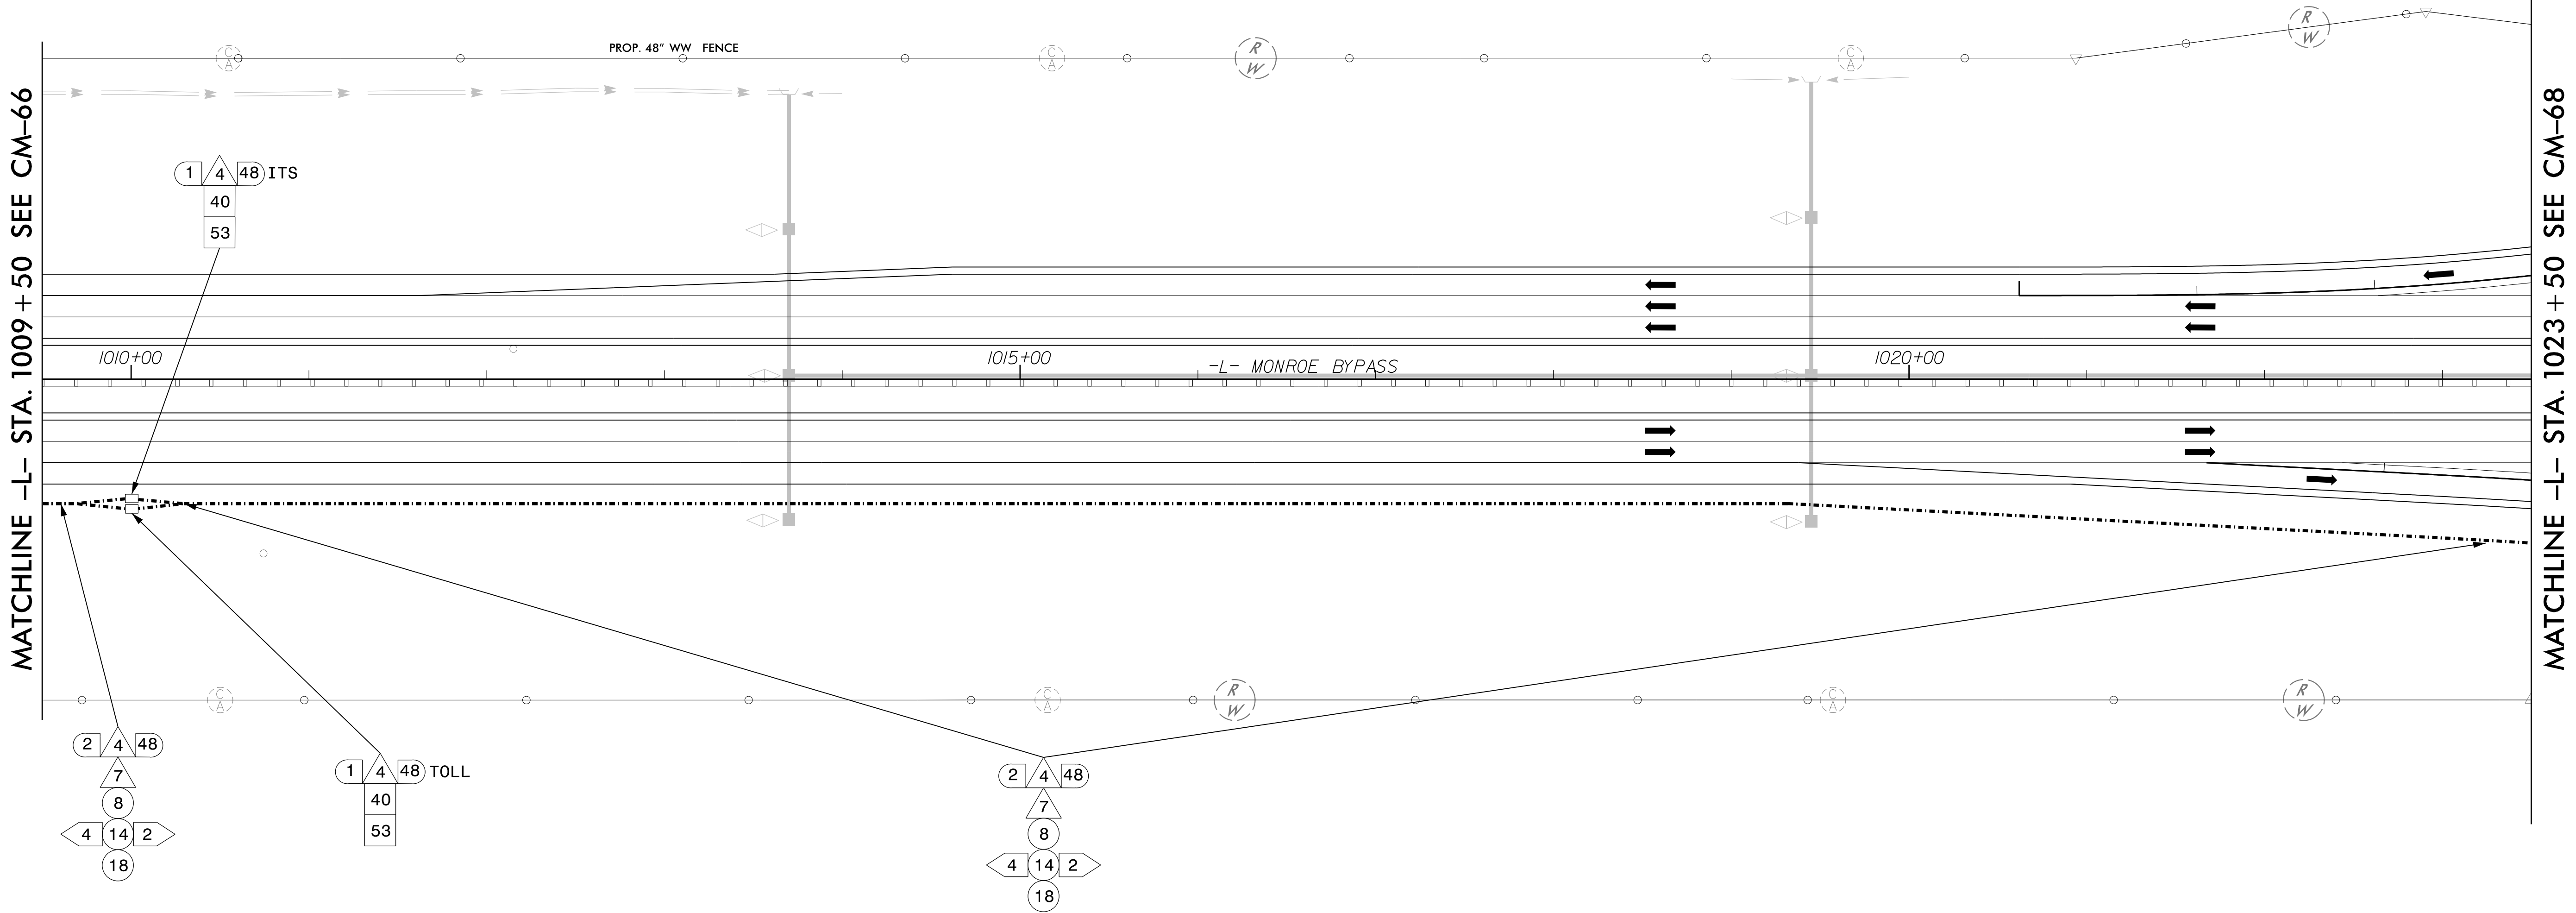 PROP. 48" WW FENCE
C
A
C
A
R
W
C
A
R
W
MATCHLINE -L- STA. 1009+50 SEE CM-66
MATCHLINE -L- STA. 1023+50 SEE CM-68
1 4 48 ITS
40
53
1010+00
1015+00
1020+00
-L- MONROE BYPASS
C
A
C
A
R
W
C
A
R
W
2 4 48
7
8
4 14 2
18
1 4 48 TOLL
40
53
2 4 48
7
8
4 14 2
18